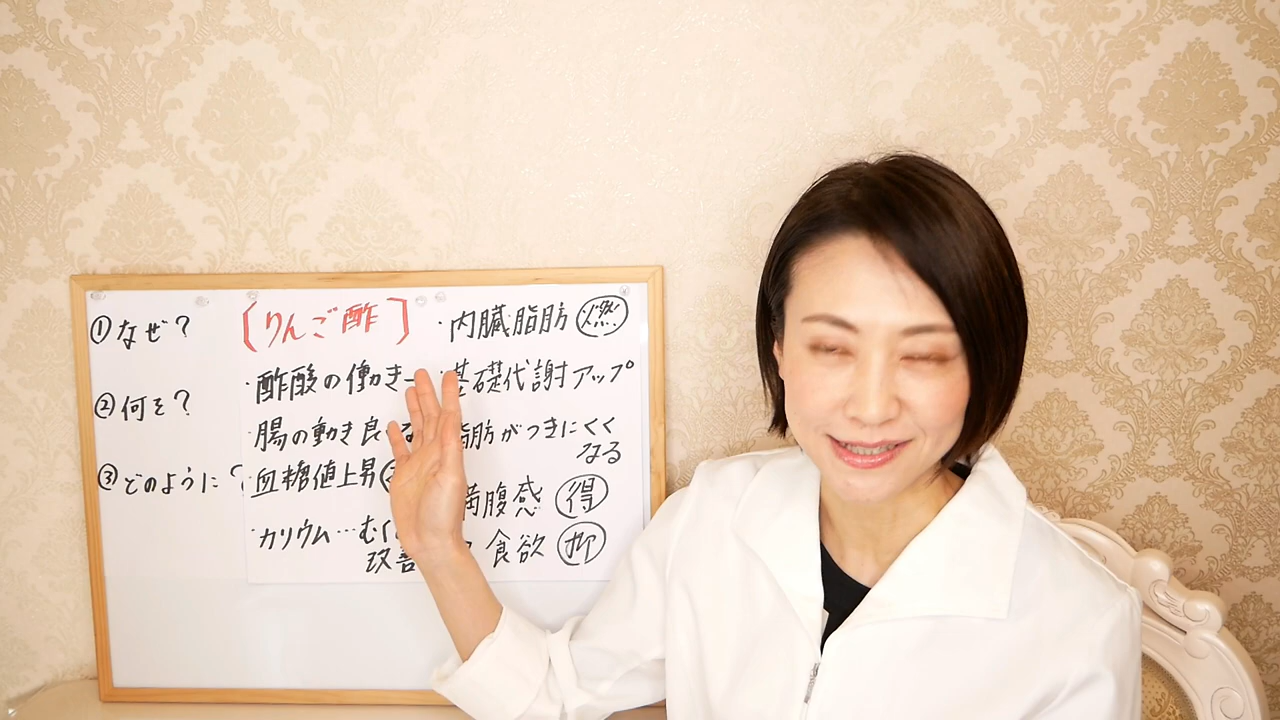 ①なぜ?
[りんご酢]
・内臓脂肪 燃
②何を?
・酢酸の働き→
・基礎代謝アップ
・腸の動き良
脂肪がつきにくく
なる
③どのように?
・血糖値上昇
満腹感 得
・カリウム…むく
改善
食欲 抑